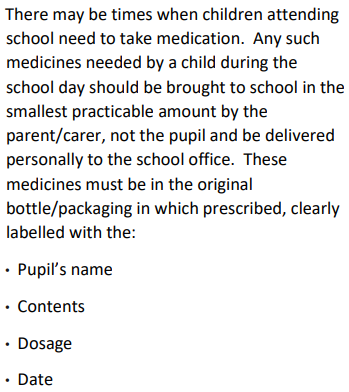 There may be times when children attending
school need to take medication.  Any such
medicines needed by a child during the
school day should be brought to school in the
smallest practicable amount by the
parent/carer, not the pupil and be delivered
personally to the school office.  These
medicines must be in the original
bottle/packaging in which prescribed, clearly
labelled with the:
• Pupil’s name
• Contents
• Dosage
• Date